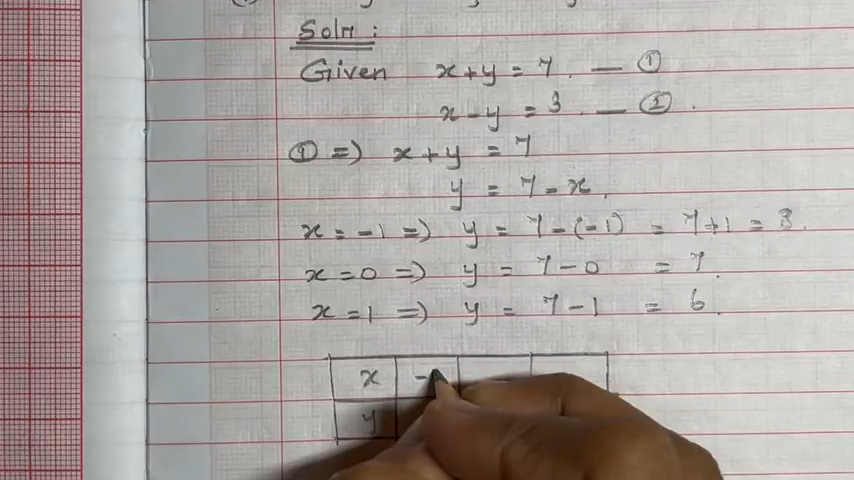 Soln :
Given x+y = 7. — ①
x-y = 3. — ②.
① => x+y = 7
y = 7-x.
x = -1 => y = 7-(-1) = 7+1 = 8.
x = 0 => y = 7-0 = 7.
x = 1 => y = 7-1 = 6.
x -
y